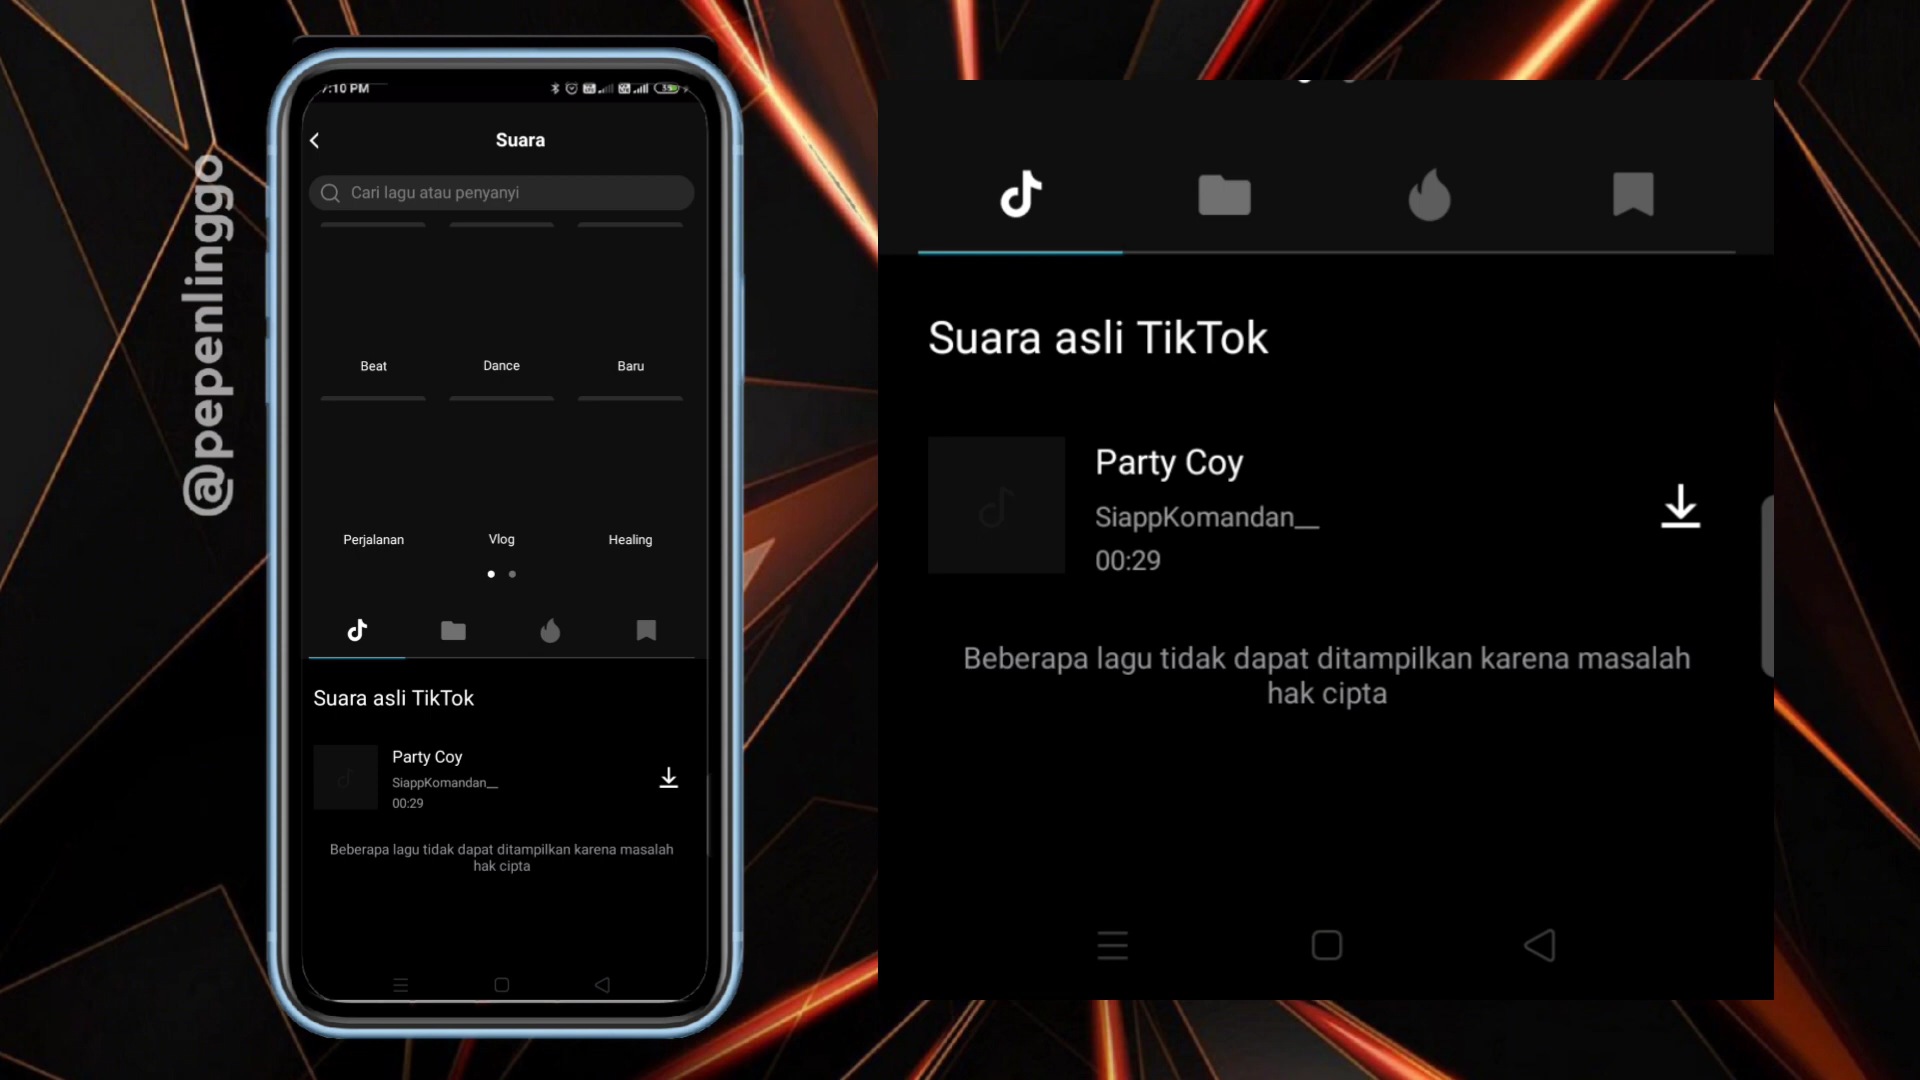 @pepenlinggo
7:10 PM
Suara
Cari lagu atau penyanyi
Beat
Dance
Baru
Perjalanan
Vlog
Healing
Suara asli TikTok
Party Coy
SiappKomandan__
00:29
Beberapa lagu tidak dapat ditampilkan karena masalah
hak cipta
Suara asli TikTok
Party Coy
SiappKomandan__
00:29
Beberapa lagu tidak dapat ditampilkan karena masalah
hak cipta